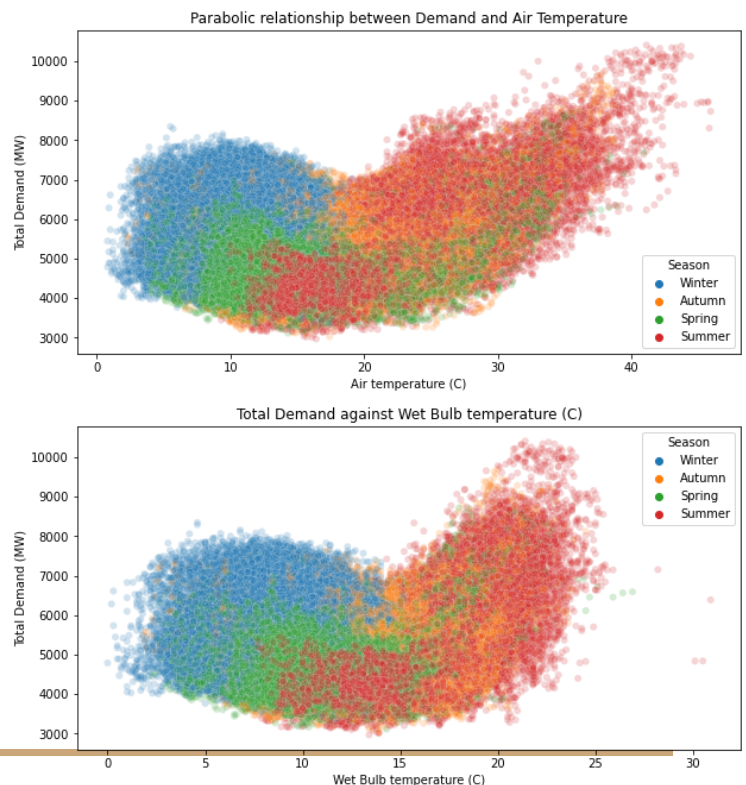 Parabolic relationship between Demand and Air Temperature
10000
9000
8000
7000
6000
5000
4000
3000
Total Demand (MW)
Season
Winter
Autumn
Spring
Summer
0 10 20 30 40
Air temperature (C)
Total Demand against Wet Bulb temperature (C)
10000
9000
8000
7000
6000
5000
4000
3000
Total Demand (MW)
Season
Winter
Autumn
Spring
Summer
0 5 10 15 20 25 30
Wet Bulb temperature (C)